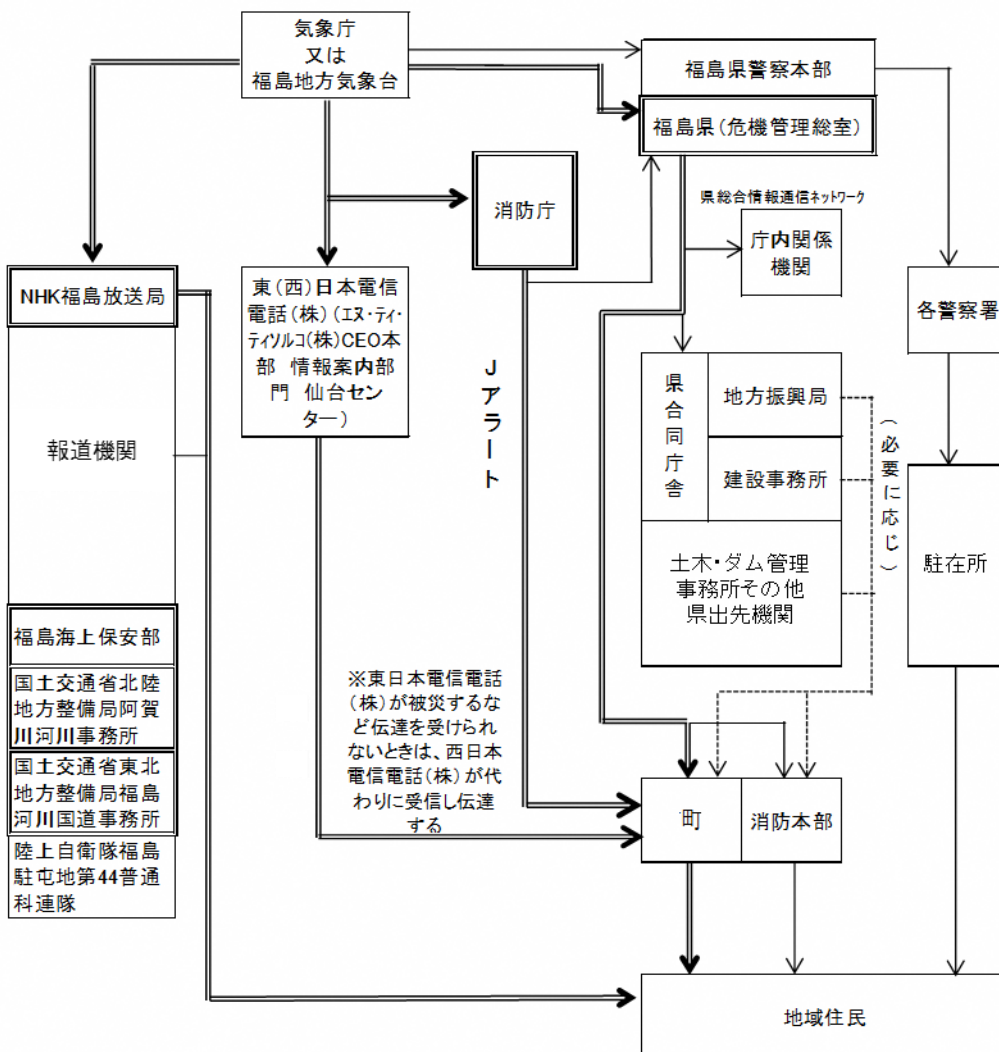 気象庁
又は
福島地方気象台
福島県警察本部
福島県(危機管理総室)
消防庁
県総合情報通信ネットワーク
庁内関係
機関
NHK福島放送局
東(西)日本電信
電話(株)(エヌ・ティ・
ティソルコ(株)CEO本
部 情報案内部
門 仙台セン
ター)
各警察署
Jアラート
県合同庁舎
地方振興局
(必要に応じ)
報道機関
建設事務所
駐在所
土木・ダム管理
事務所その他
県出先機関
福島海上保安部
国土交通省北陸
地方整備局阿賀
川河川事務所
国土交通省東北
地方整備局福島
河川国道事務所
陸上自衛隊福島
駐屯地第44普通
科連隊
※東日本電信電話
(株)が被災するな
ど伝達を受けられ
ないときは、西日本
電信電話(株)が代
わりに受信し伝達
する
町
消防本部
地域住民